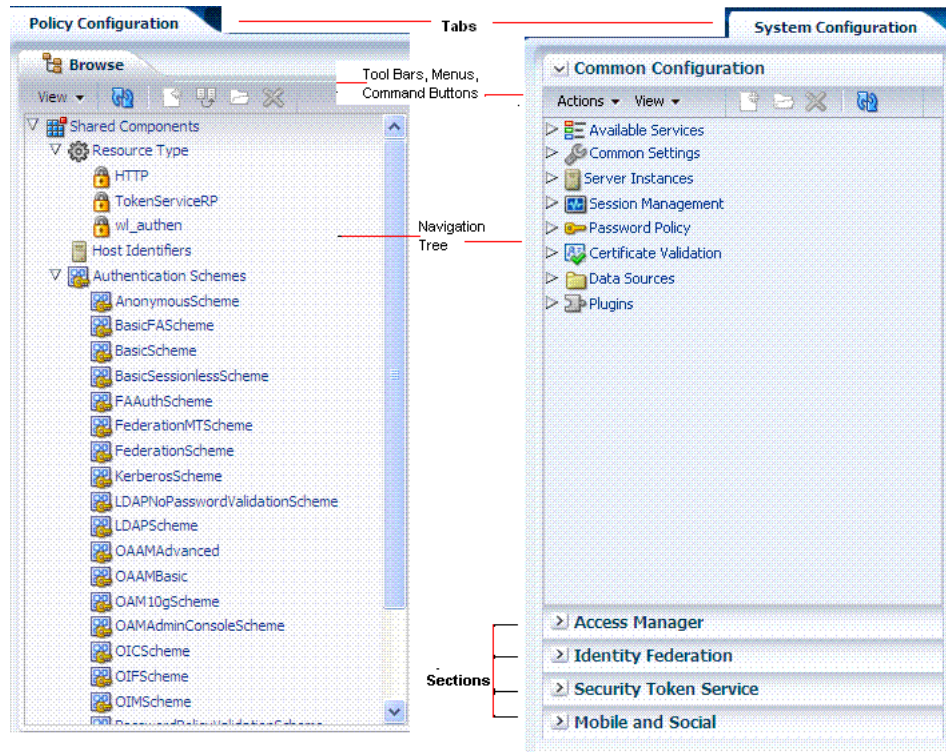 Policy Configuration
Tabs
System Configuration
Browse
View
Tool Bars, Menus,
Command Buttons
Shared Components
Resource Type
HTTP
TokenServiceRP
wl_authen
Host Identifiers
Authentication Schemes
AnonymousScheme
BasicFAScheme
BasicScheme
BasicSessionlessScheme
FAAuthScheme
FederationMTScheme
FederationScheme
KerberosScheme
LDAPNoPasswordValidationScheme
LDAPScheme
OAAMAdvanced
OAAMBasic
OAM10gScheme
OAMAdminConsoleScheme
OICScheme
OIFScheme
OIMScheme
PasswordPolicyValidationScheme
Navigation
Tree
Sections
Common Configuration
Actions View
Available Services
Common Settings
Server Instances
Session Management
Password Policy
Certificate Validation
Data Sources
Plugins
Access Manager
Identity Federation
Security Token Service
Mobile and Social